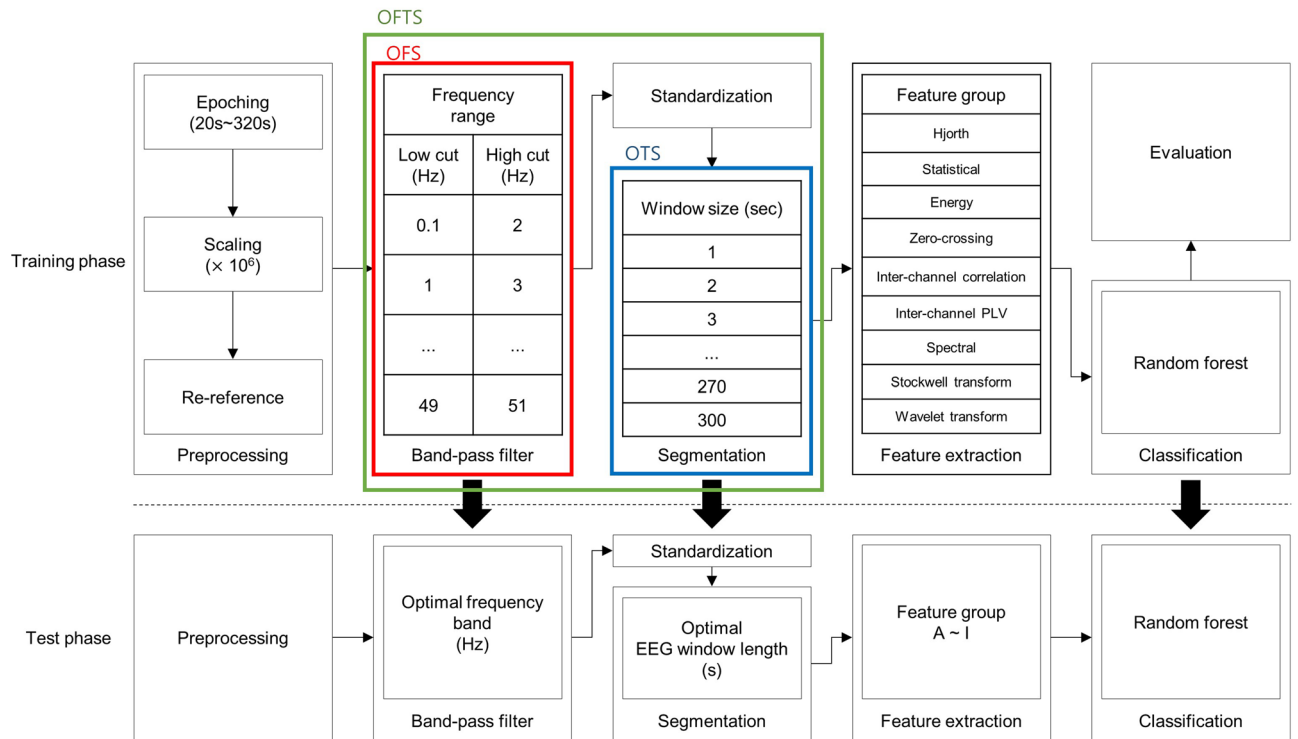 OFTS
OFS
Training phase
Epoching
(20s~320s)
Scaling
(× 10⁶)
Re-reference
Preprocessing
Frequency
range
Low cut
(Hz)
High cut
(Hz)
0.1
2
1
3
...
...
49
51
Band-pass filter
Standardization
OTS
Window size (sec)
1
2
3
...
270
300
Segmentation
Feature group
Hjorth
Statistical
Energy
Zero-crossing
Inter-channel correlation
Inter-channel PLV
Spectral
Stockwell transform
Wavelet transform
Feature extraction
Evaluation
Random forest
Classification
Test phase
Preprocessing
Optimal frequency
band
(Hz)
Band-pass filter
Standardization
Optimal
EEG window length
(s)
Segmentation
Feature group
A ~ I
Feature extraction
Random forest
Classification